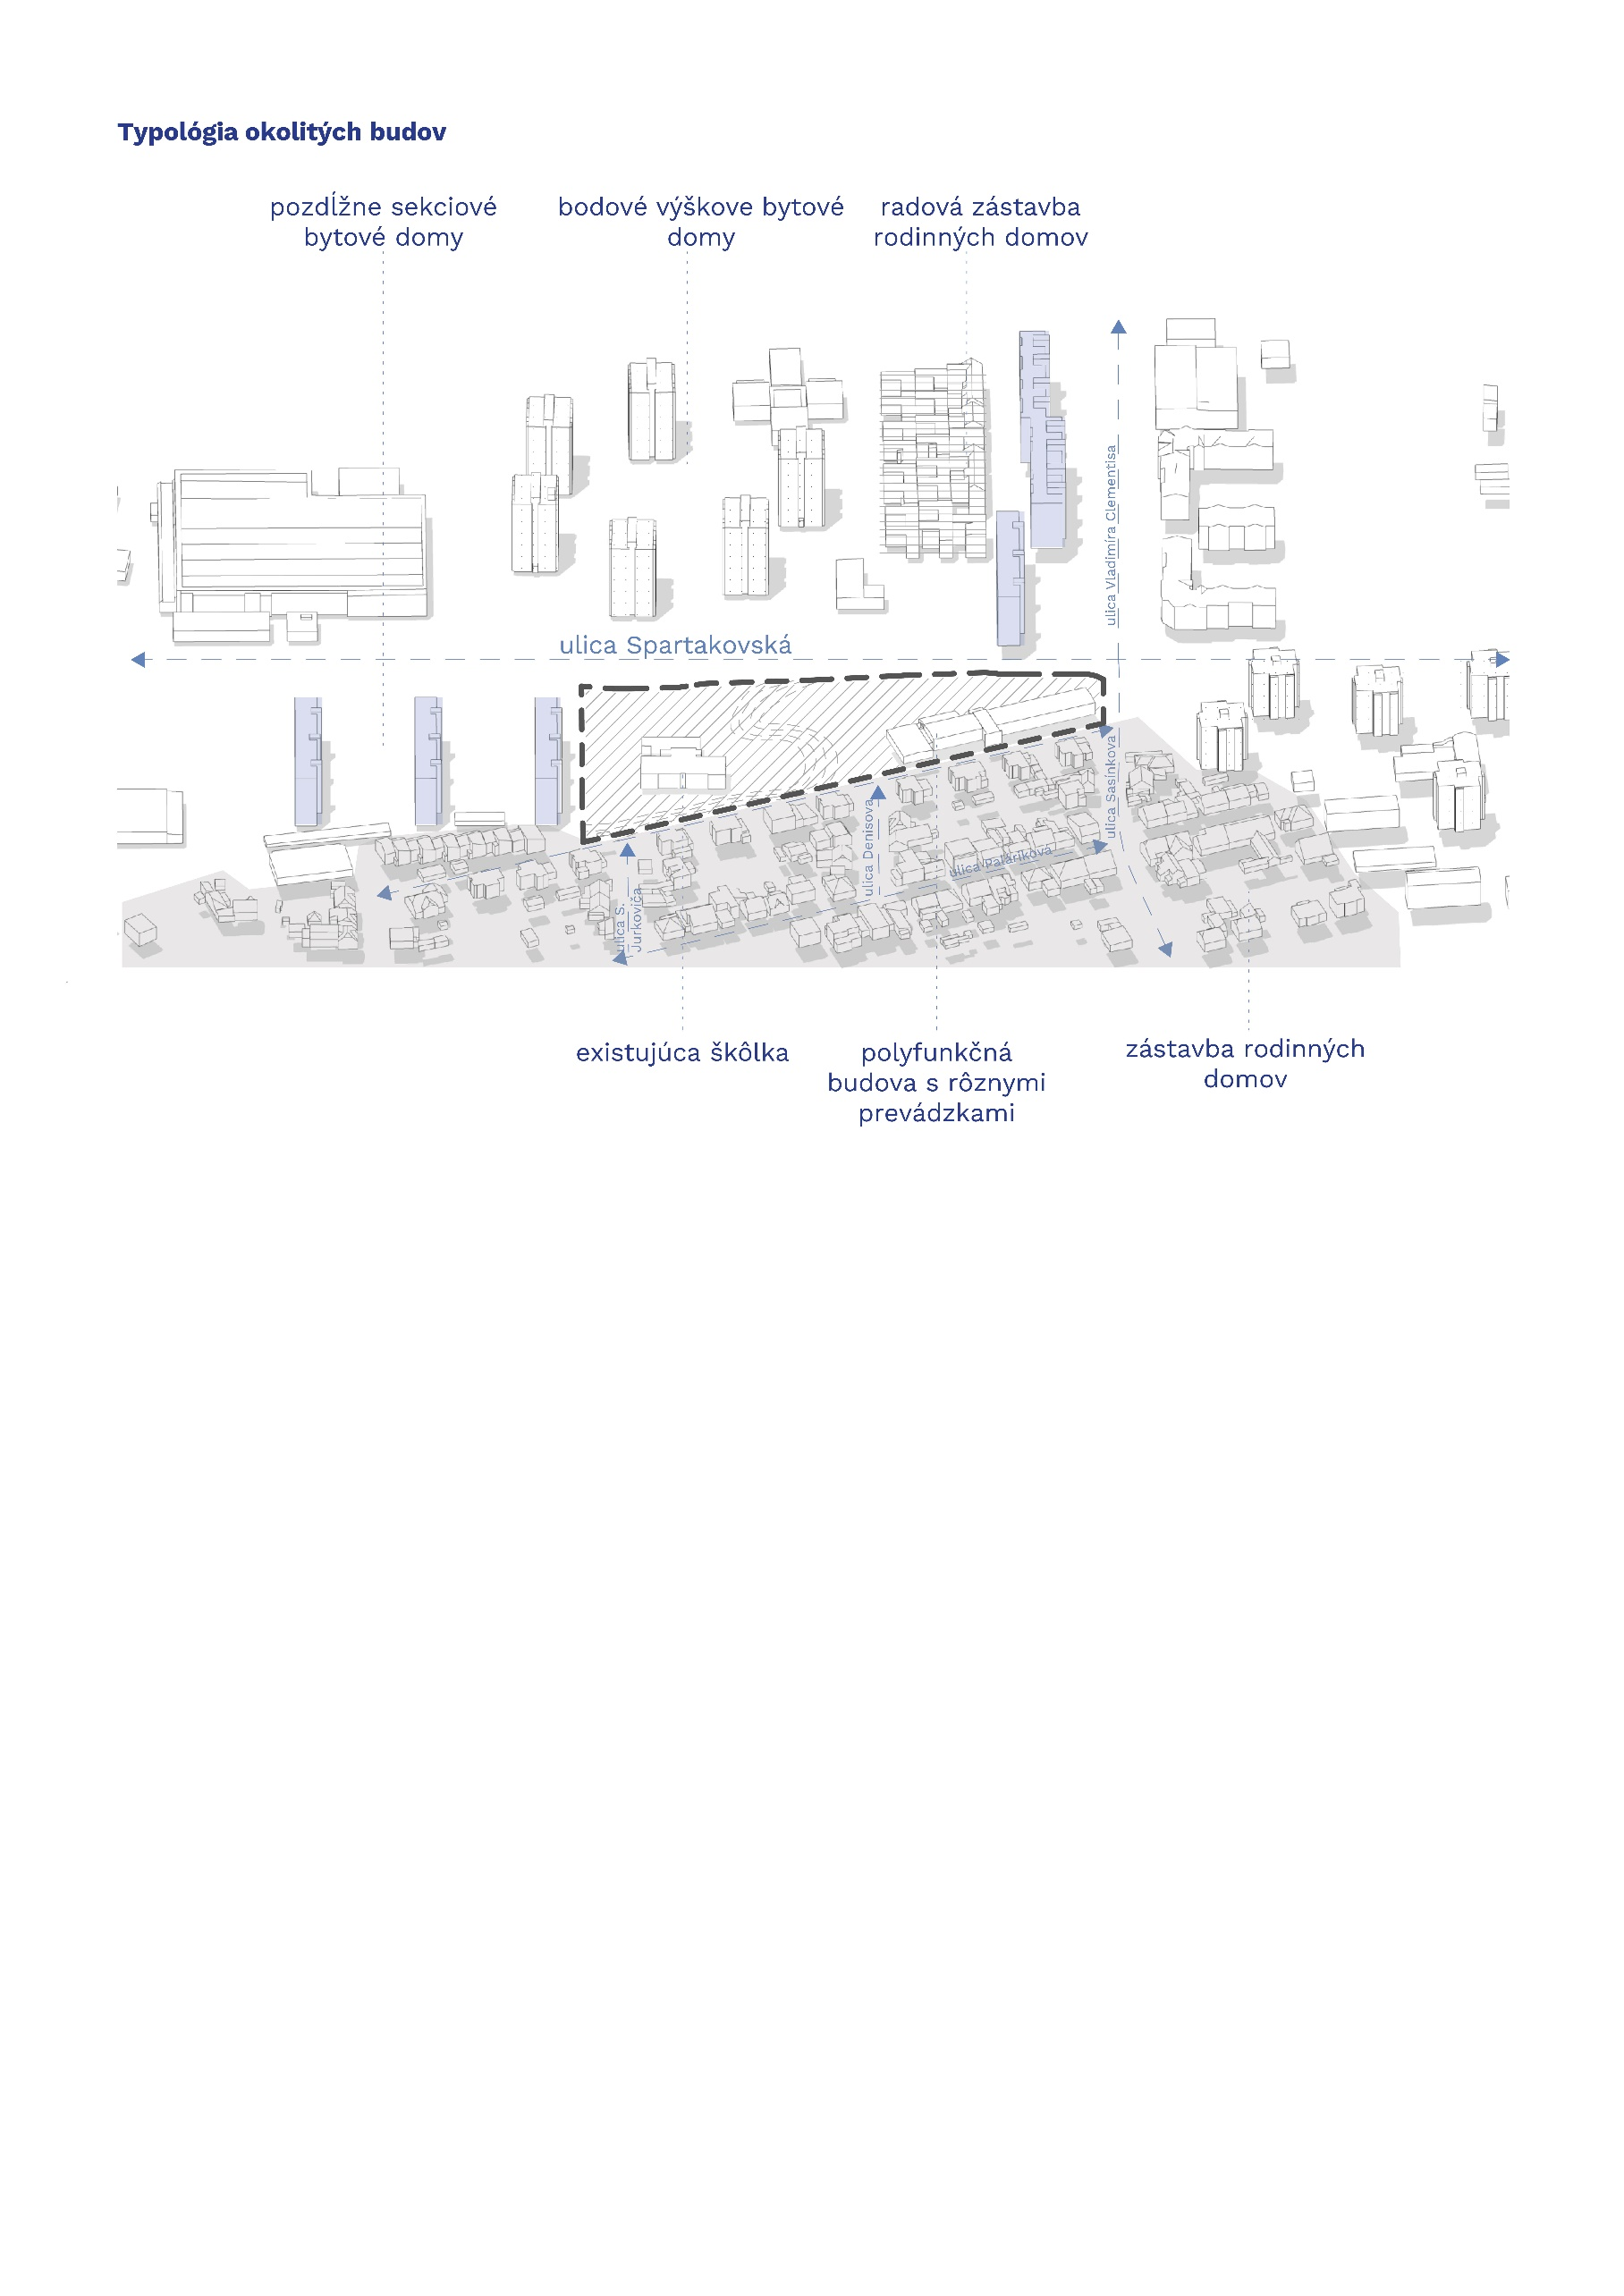 Typológia okolitých budov
pozdĺžne sekciové
bytové domy
bodové výškove bytové
domy
radová zástavba
rodinných domov
ulica Vladimíra Clementisa
ulica Spartakovská
ulica Sasinkova
ulica Denisova
ulica Palárikova
ulica S.
Jurkoviča
existujúca škôlka
polyfunkčná
budova s rôznymi
prevádzkami
zástavba rodinných
domov